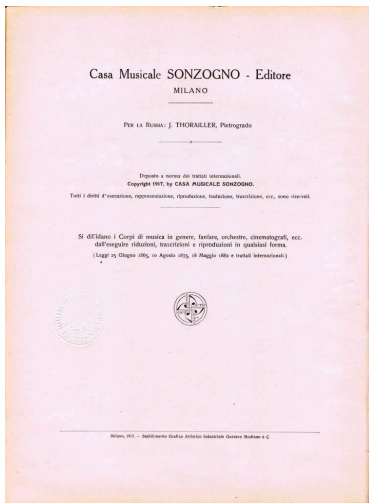 Casa Musicale SONZOGNO - Editore
MILANO
PER LA RUSSIA: J. THORAILLER, Pietrogrado
Deposto a norma dei trattati internazionali.
Copyright 1917, by CASA MUSICALE SONZOGNO.
Tutti i diritti d'esecuzione, rappresentazione, riproduzione, traduzione, trascrizione, ecc., sono riservati.
Si diffidano i Corpi di musica in genere, fanfare, orchestre, cinematografi, ecc.
dall'eseguire riduzioni, trascrizioni e riproduzioni in qualsiasi forma.
(Leggi 25 Giugno 1865, 10 Agosto 1875, 18 Maggio 1882 e trattati internazionali.)
Milano, 1917. — Stabilimento Grafico Artistico Industriale Gustavo Modiano e C.